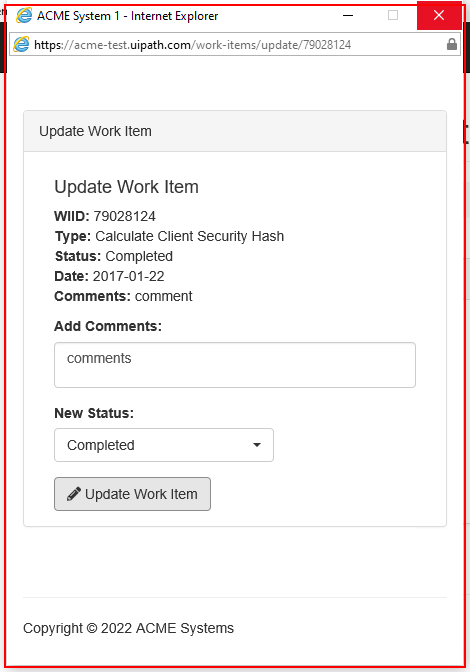 ACME System 1 - Internet Explorer
https://acme-test.uipath.com/work-items/update/79028124
Update Work Item
Update Work Item
WIID: 79028124
Type: Calculate Client Security Hash
Status: Completed
Date: 2017-01-22
Comments: comment
Add Comments:
comments
New Status:
Completed
Update Work Item
Copyright © 2022 ACME Systems